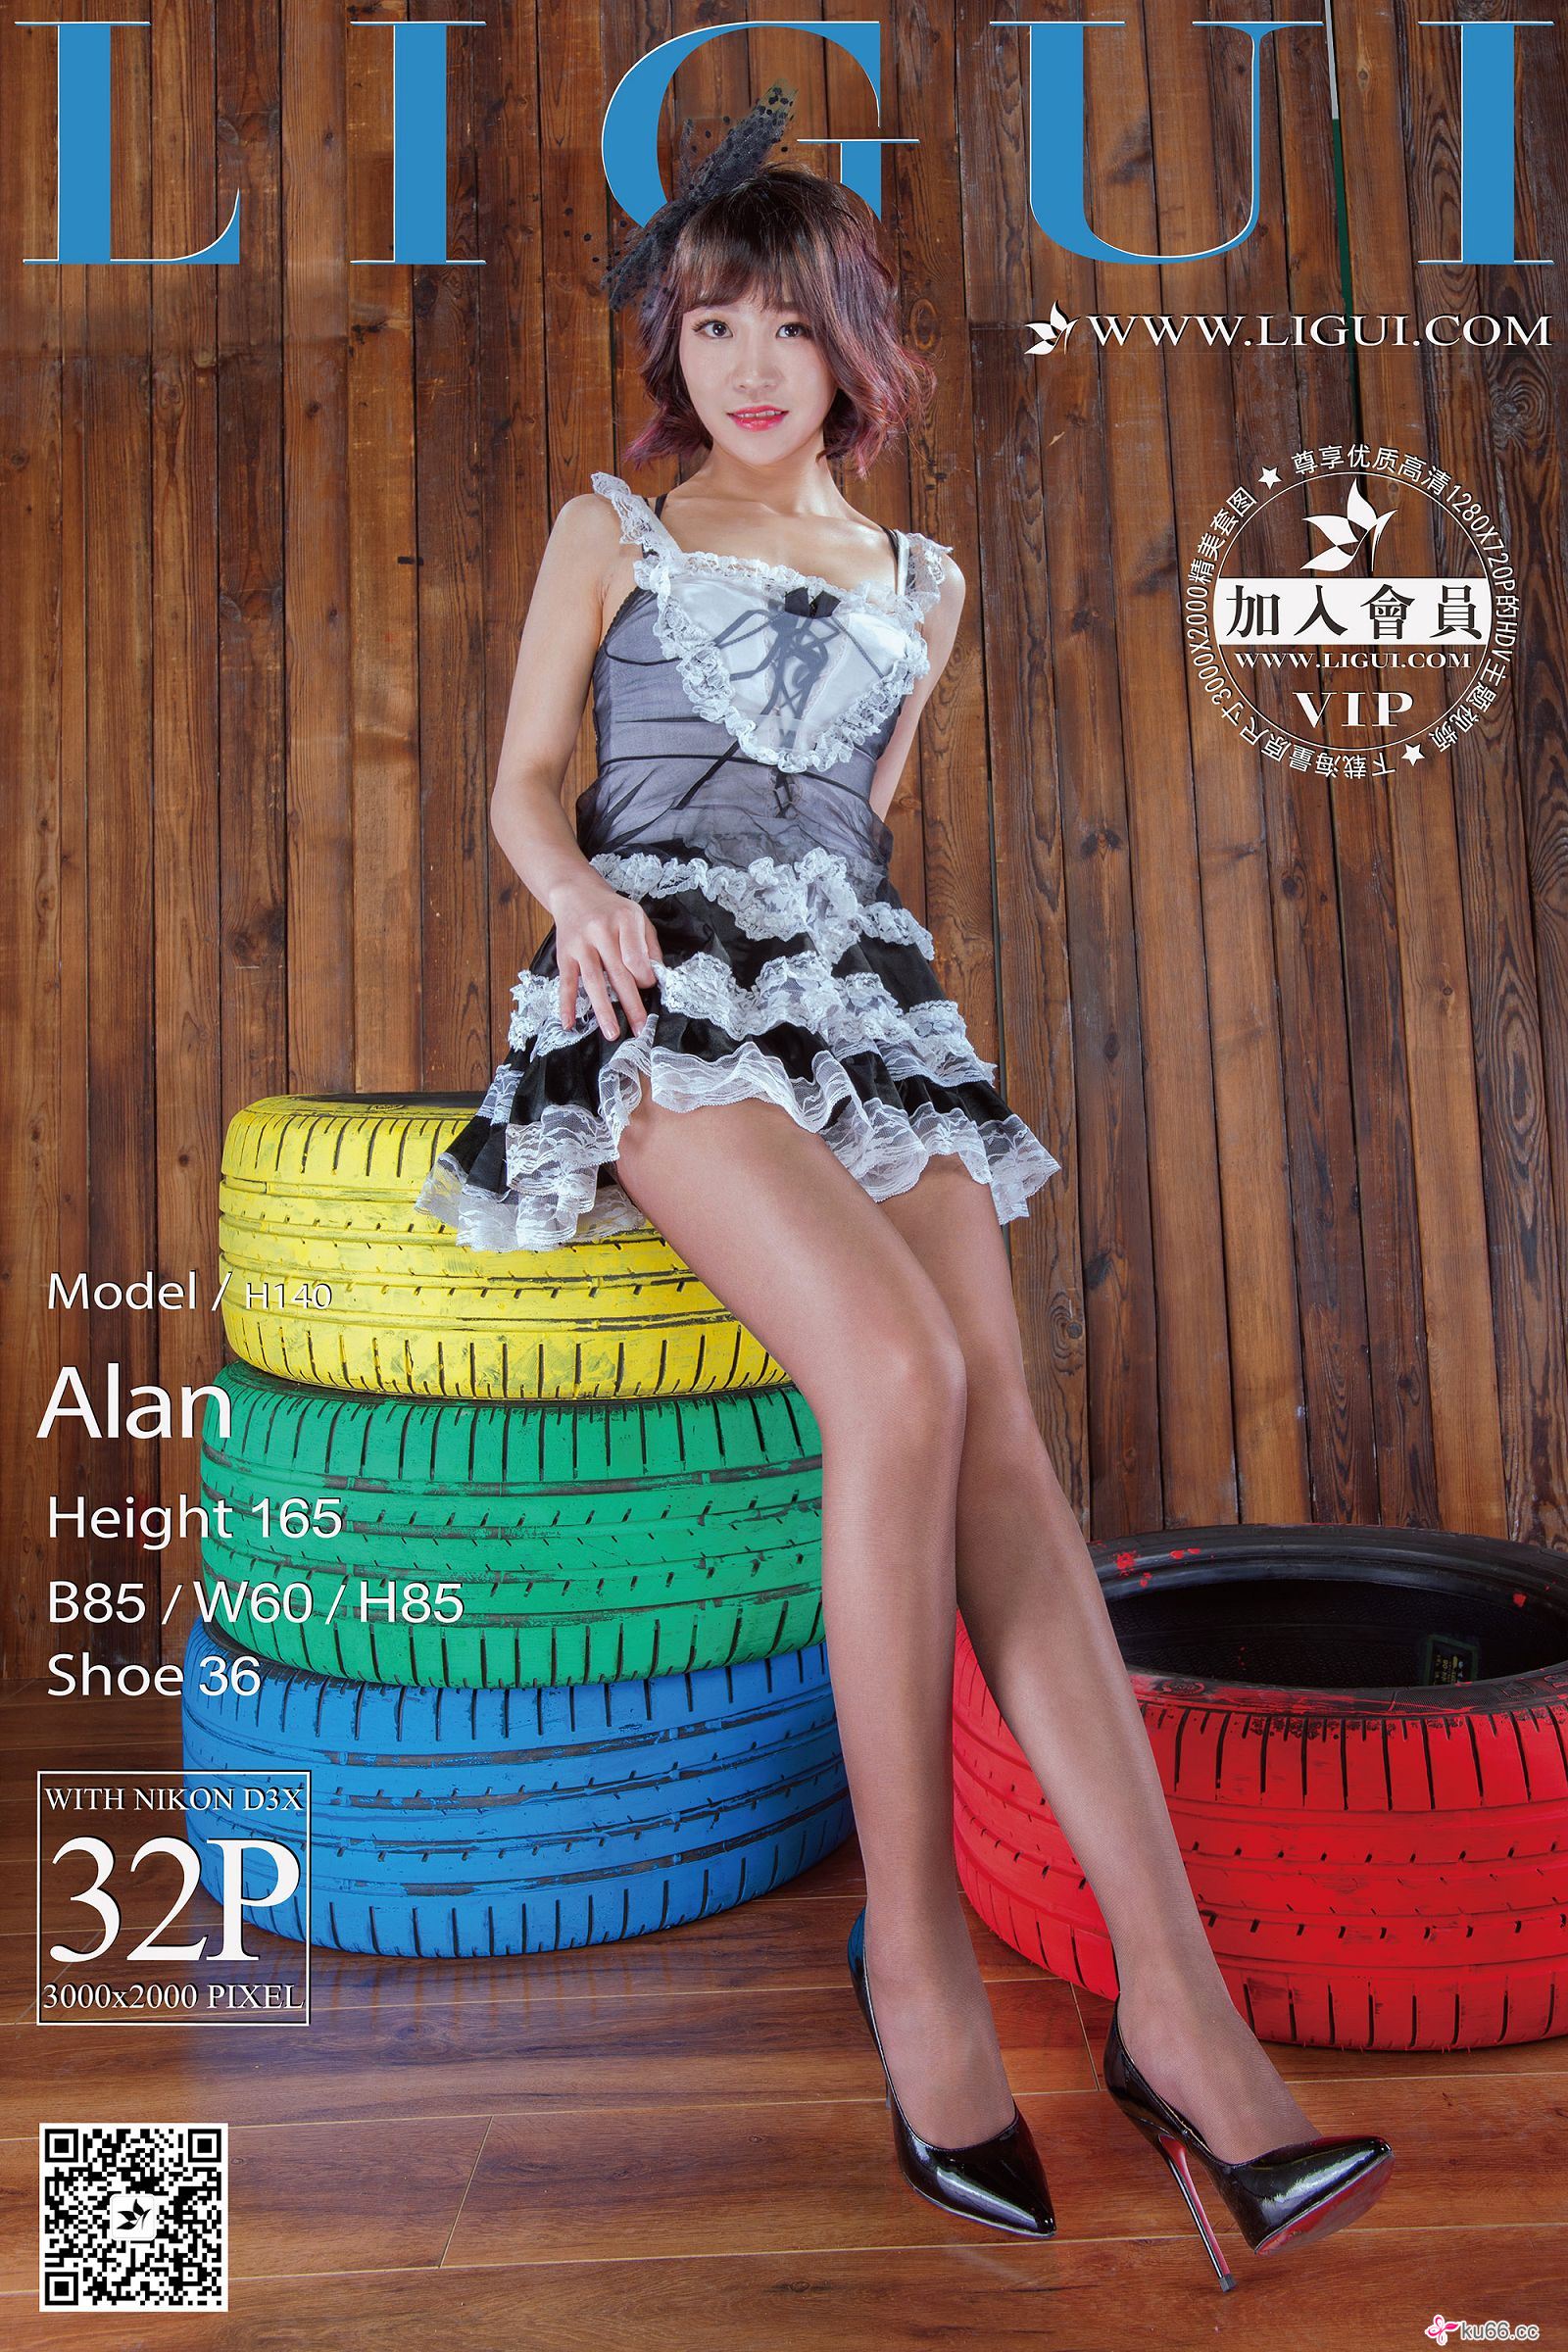 LIGUI
WWW.LIGUI.COM
尊享优质高清1280X720P的HDV主题视频
下载海量原尺寸3000X2000精美套图
加入會員
WWW.LIGUI.COM
VIP
Model / H140
Alan
Height 165
B85 / W60 / H85
Shoe 36
WITH NIKON D3X
32P
3000x2000 PIXEL
ku66.cc